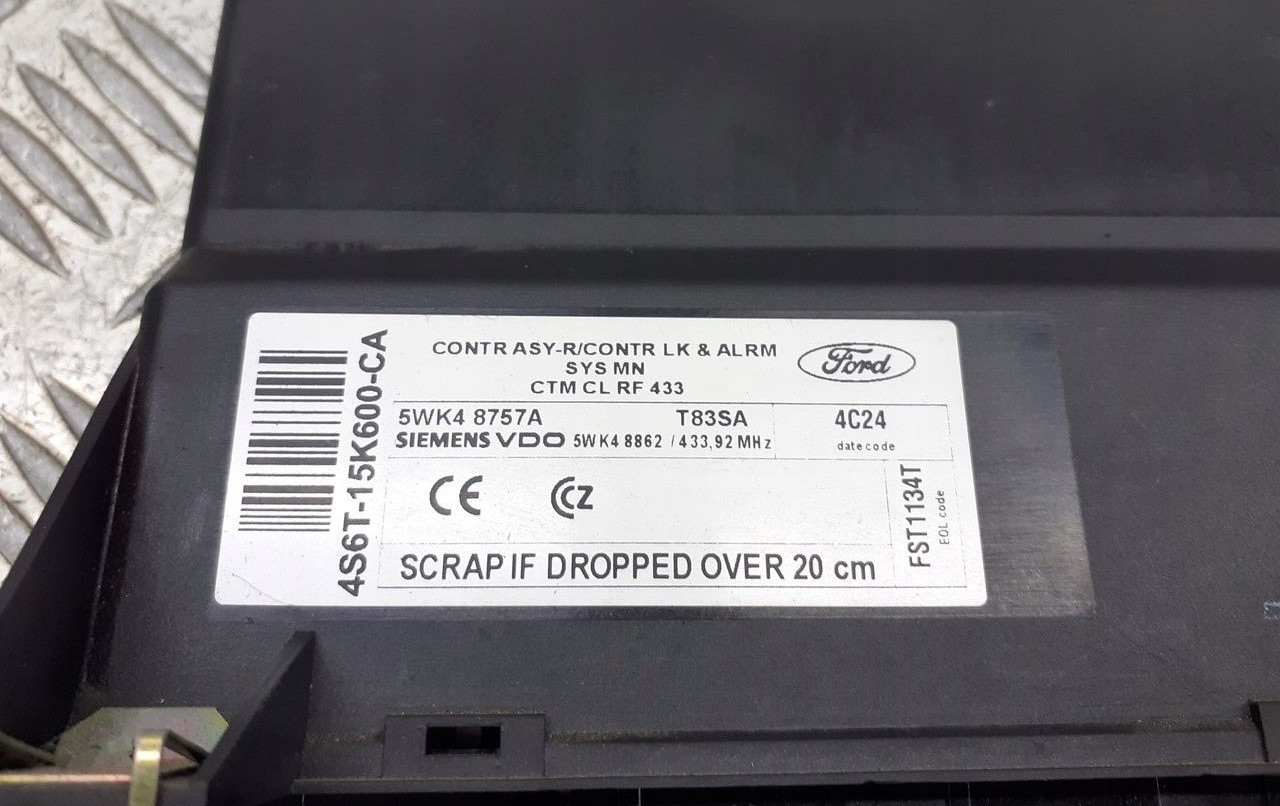 CONTR ASY-R/CONTR LK & ALRM
SYS MN
CTM CL RF 433
Ford
4S6T-15K600-CA
5WK4 8757A T83SA
SIEMENS VDO 5WK4 8862 / 433,92 MHz
4C24
date code
CE CZ
FST1134T
EOL code
SCRAP IF DROPPED OVER 20 cm